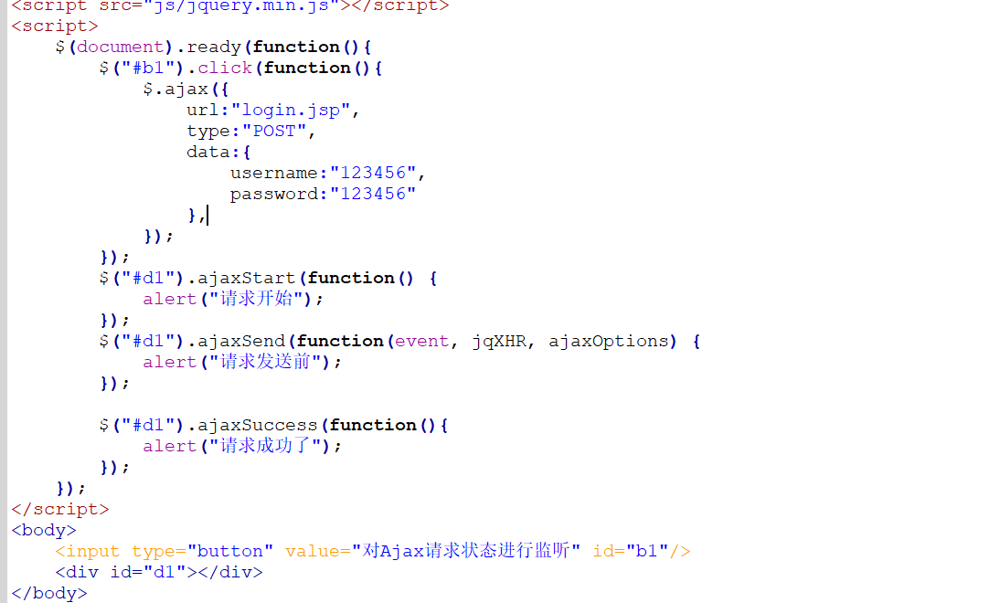 <script src="js/jquery.min.js"></script>
<script>
    $(document).ready(function(){
        $("#b1").click(function(){
            $.ajax({
                url:"login.jsp",
                type:"POST",
                data:{
                    username:"123456",
                    password:"123456"
                },
            });
        });
        $("#d1").ajaxStart(function() {
            alert("请求开始");
        });
        $("#d1").ajaxSend(function(event, jqXHR, ajaxOptions) {
            alert("请求发送前");
        });

        $("#d1").ajaxSuccess(function(){
            alert("请求成功了");
        });
    });
</script>
<body>
    <input type="button" value="对Ajax请求状态进行监听" id="b1"/>
    <div id="d1"></div>
</body>